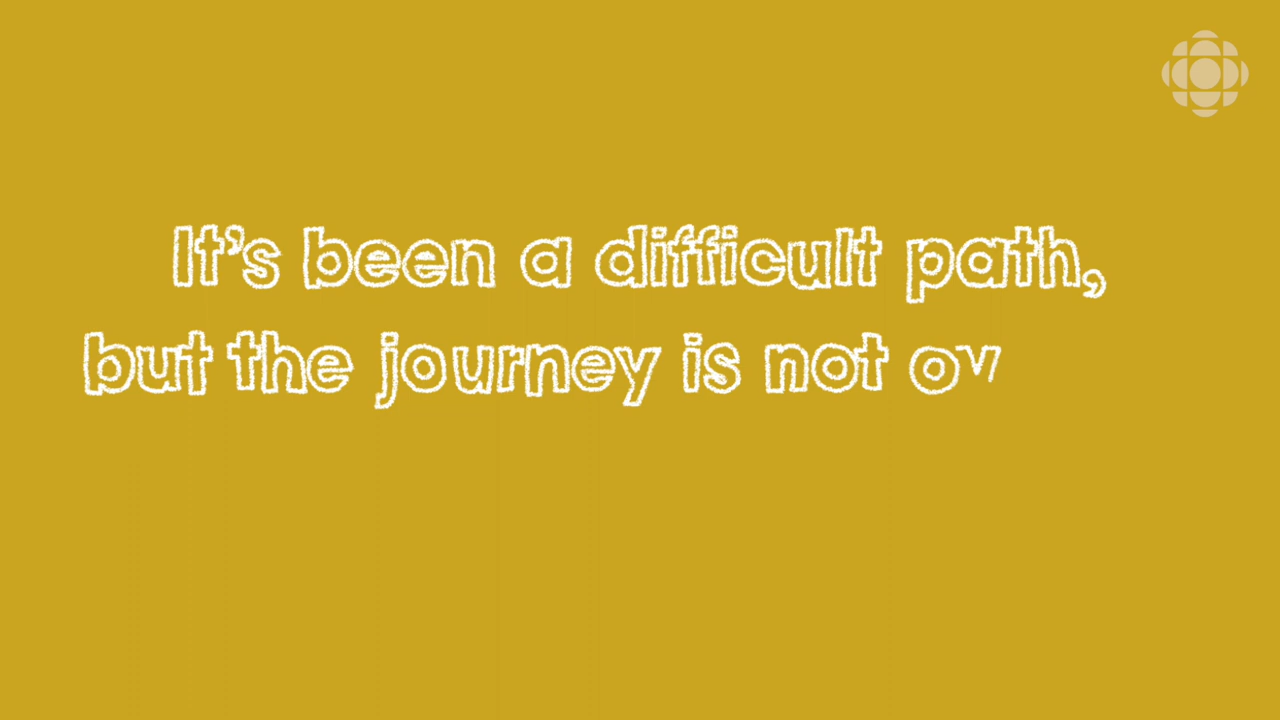 It's been a difficult path,
but the journey is not ov